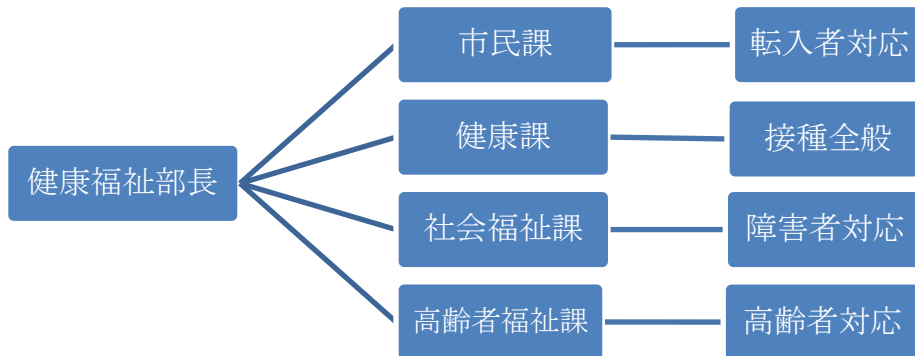 市民課
転入者対応
健康課
接種全般
健康福祉部長
社会福祉課
障害者対応
高齢者福祉課
高齢者対応